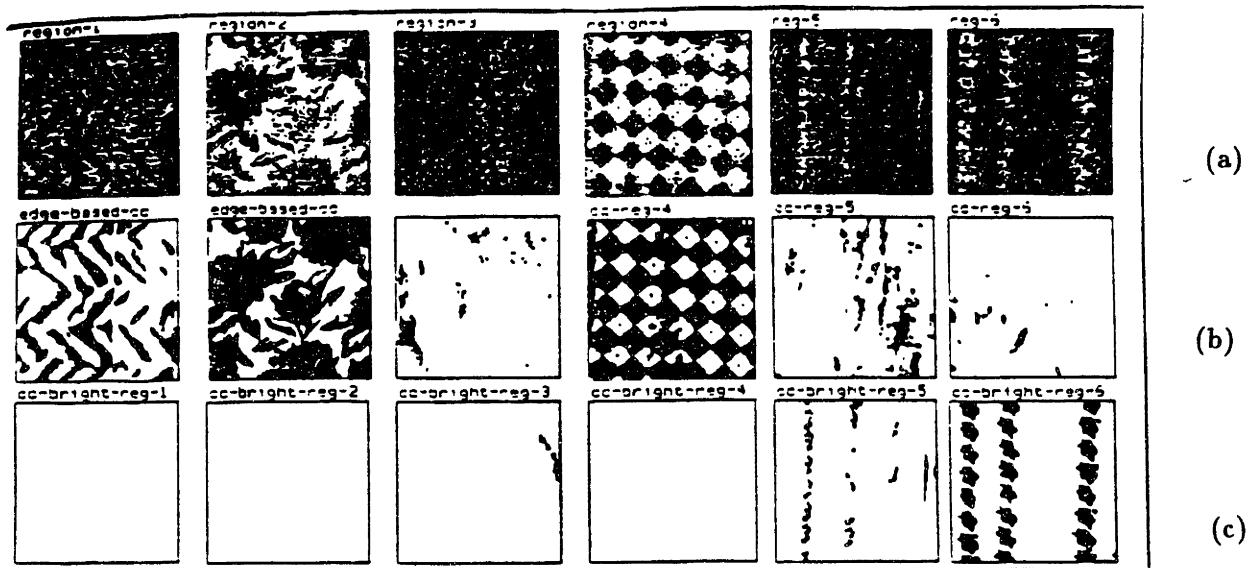 region-1 region-2 region-3 region-4 reg-5 reg-6
(a)
edge-based-cc edge-based-cc cc-reg-4 cc-reg-5 cc-reg-6
(b)
cc-bright-reg-1 cc-bright-reg-2 cc-bright-reg-3 cc-bright-reg-4 cc-bright-reg-5 cc-bright-reg-6
(c)